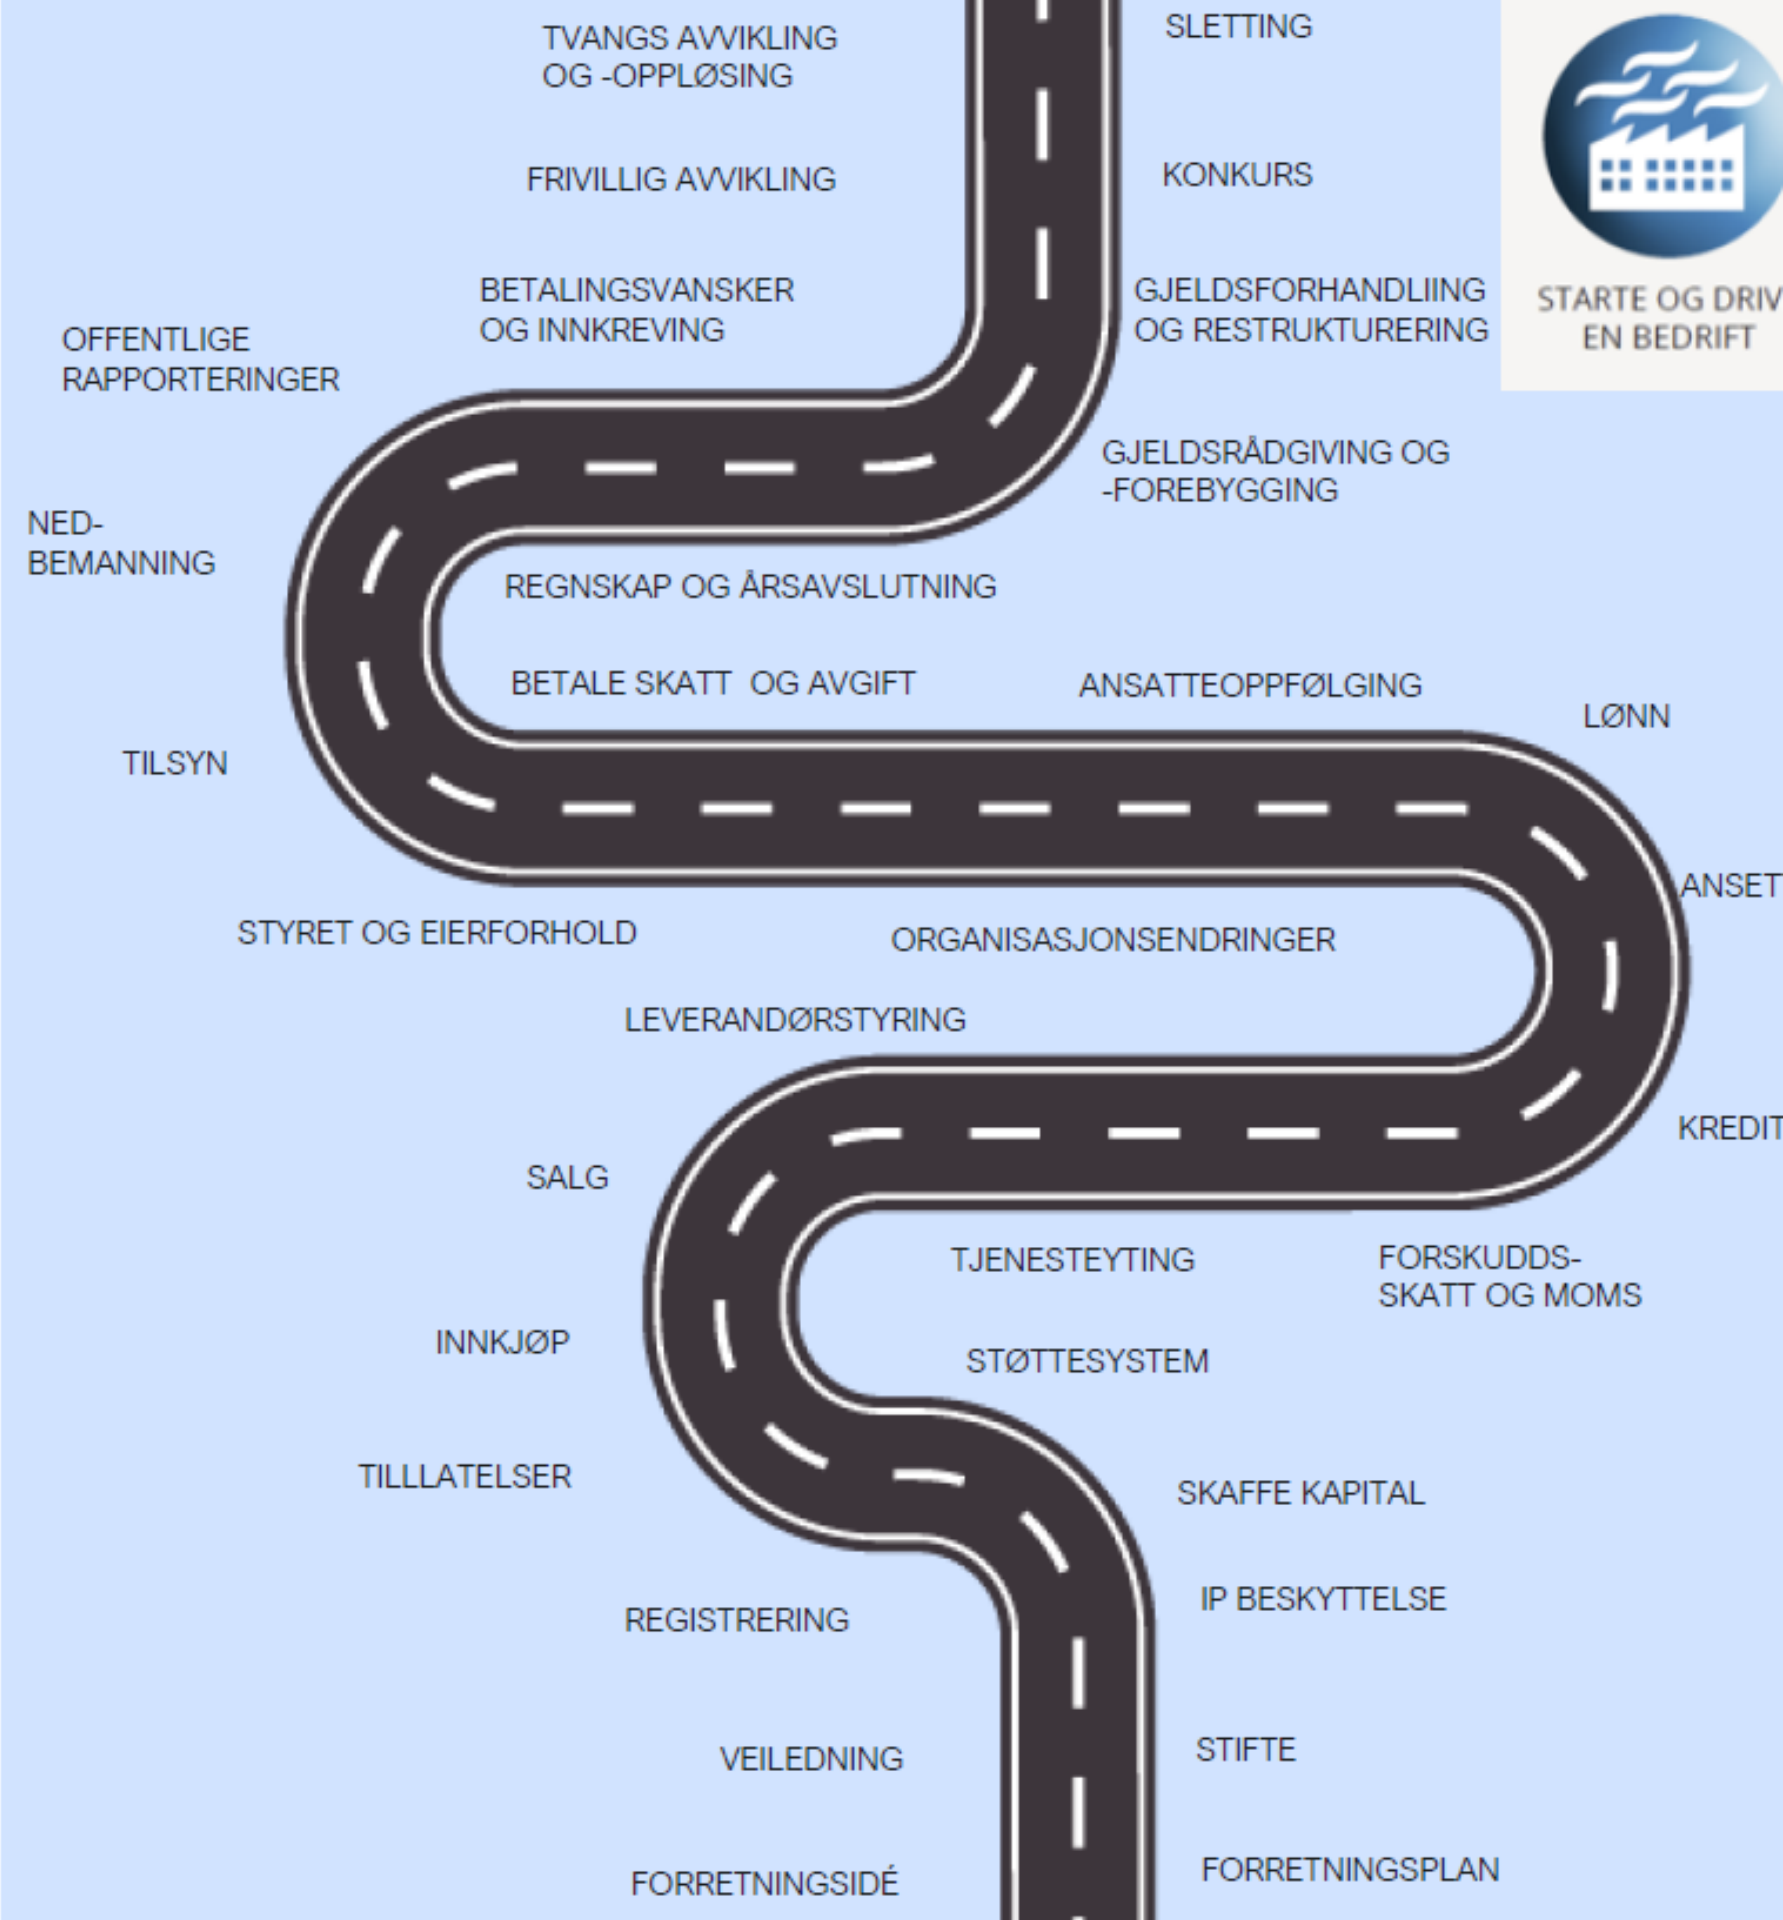 TVANGS AVVIKLING
OG -OPPLØSING
SLETTING
FRIVILLIG AVVIKLING
KONKURS
STARTE OG DRIV
EN BEDRIFT
BETALINGSVANSKER
OG INNKREVING
GJELDSFORHANDLIING
OG RESTRUKTURERING
OFFENTLIGE
RAPPORTERINGER
GJELDSRÅDGIVING OG
-FOREBYGGING
NED-
BEMANNING
REGNSKAP OG ÅRSAVSLUTNING
BETALE SKATT  OG AVGIFT
ANSATTEOPPFØLGING
LØNN
TILSYN
ANSET
STYRET OG EIERFORHOLD
ORGANISASJONSENDRINGER
LEVERANDØRSTYRING
KREDIT
SALG
TJENESTEYTING
FORSKUDDS-
SKATT OG MOMS
INNKJØP
STØTTESYSTEM
TILLLATELSER
SKAFFE KAPITAL
IP BESKYTTELSE
REGISTRERING
VEILEDNING
STIFTE
FORRETNINGSIDÉ
FORRETNINGSPLAN